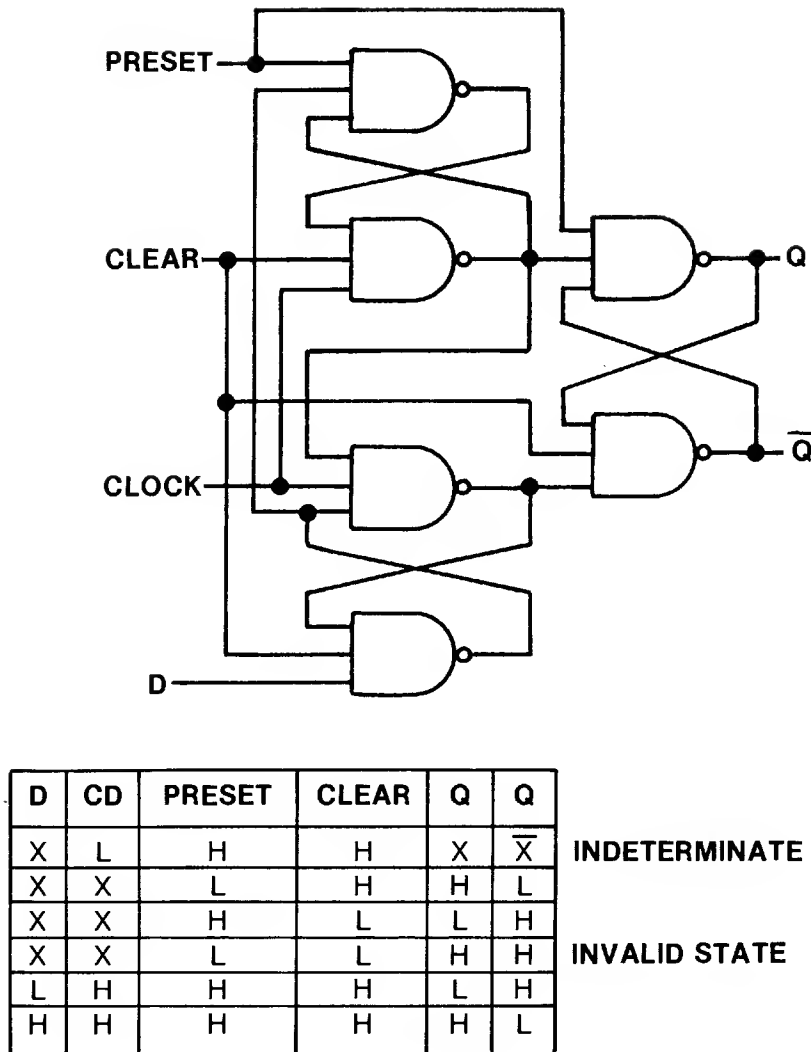 PRESET
CLEAR
Q
CLOCK
Q̅
D
D CD PRESET CLEAR Q Q
X L H H X X̅ INDETERMINATE
X X L H H L
X X H L L H
X X L L H H INVALID STATE
L H H H L H
H H H H H L